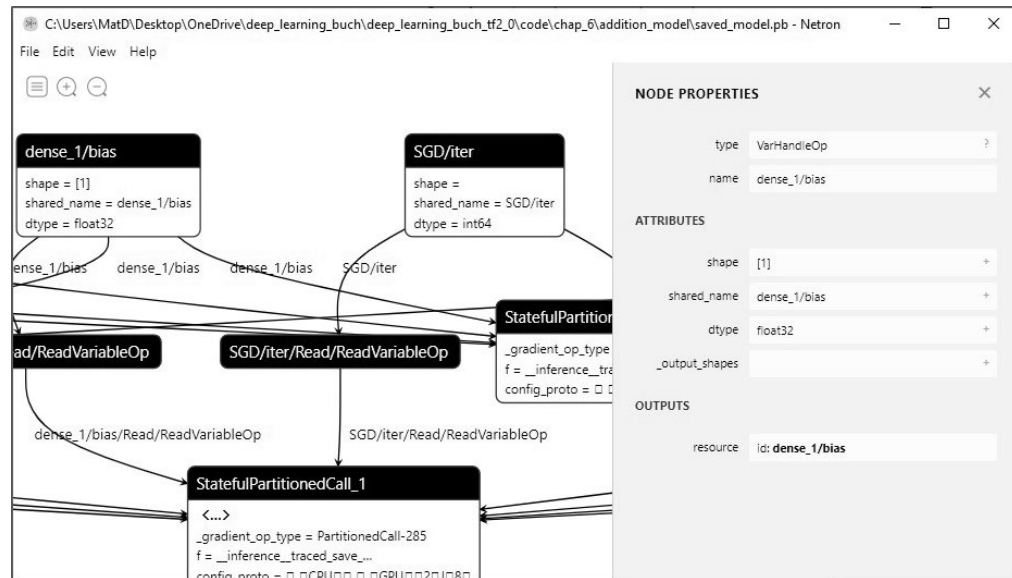 C:\Users\MatD\Desktop\OneDrive\deep_learning_buch\deep_learning_buch_tf2_0\code\chap_6\addition_model\saved_model.pb - Netron
File Edit View Help
dense_1/bias
shape = [1]
shared_name = dense_1/bias
dtype = float32
SGD/iter
shape =
shared_name = SGD/iter
dtype = int64
ense_1/bias
dense_1/bias
dense_1/bias
SGD/iter
StatefulPartition
_gradient_op_type
f = __inference__tra
config_proto =
ad/ReadVariableOp
SGD/iter/Read/ReadVariableOp
dense_1/bias/Read/ReadVariableOp
SGD/iter/Read/ReadVariableOp
StatefulPartitionedCall_1
<...>
_gradient_op_type = PartitionedCall-285
f = __inference__traced_save_...
NODE PROPERTIES
type VarHandleOp ?
name dense_1/bias
ATTRIBUTES
shape [1] +
shared_name dense_1/bias +
dtype float32 +
_output_shapes +
OUTPUTS
resource id: dense_1/bias